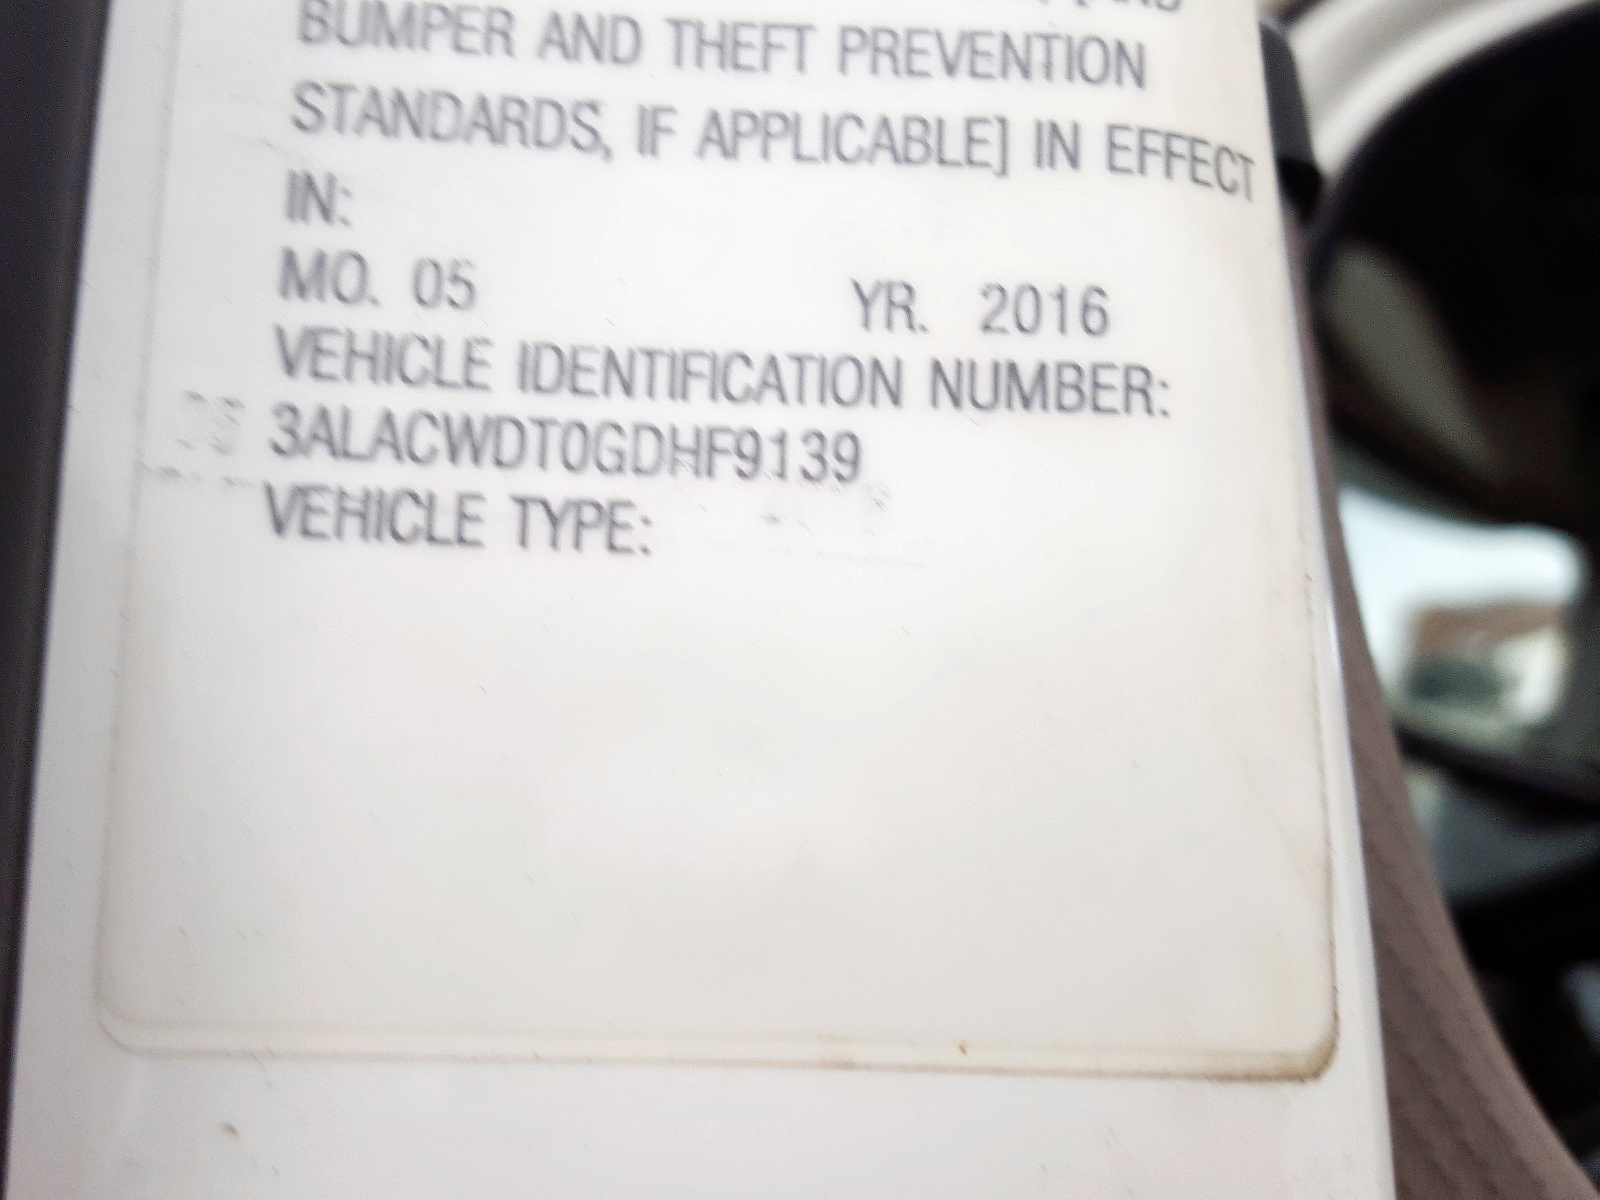 BUMPER AND THEFT PREVENTION
STANDARDS, IF APPLICABLE] IN EFFECT
IN:
MO. 05 YR. 2016
VEHICLE IDENTIFICATION NUMBER:
3ALACWDT0GDHF9139
VEHICLE TYPE: